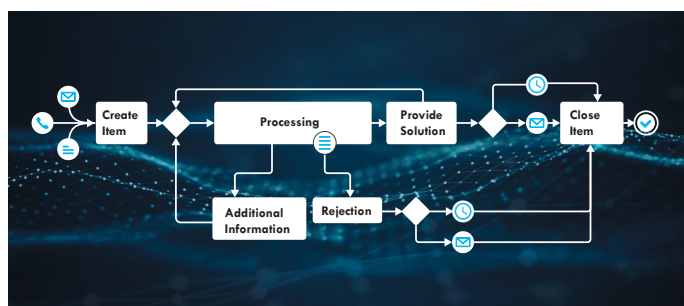 Create
Item
Processing
Provide
Solution
Close
Item
Additional
Information
Rejection